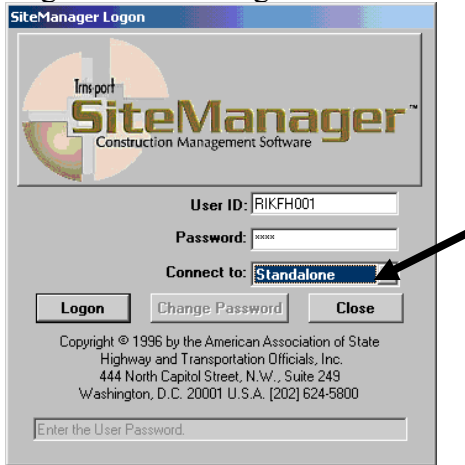 SiteManager Logon
Trns·port
SiteManager™
Construction Management Software
User ID: RIKFH001
Password: ××××
Connect to: Standalone
Logon Change Password Close
Copyright © 1996 by the American Association of State
Highway and Transportation Officials, Inc.
444 North Capitol Street, N.W., Suite 249
Washington, D.C. 20001 U.S.A. [202] 624-5800
Enter the User Password.